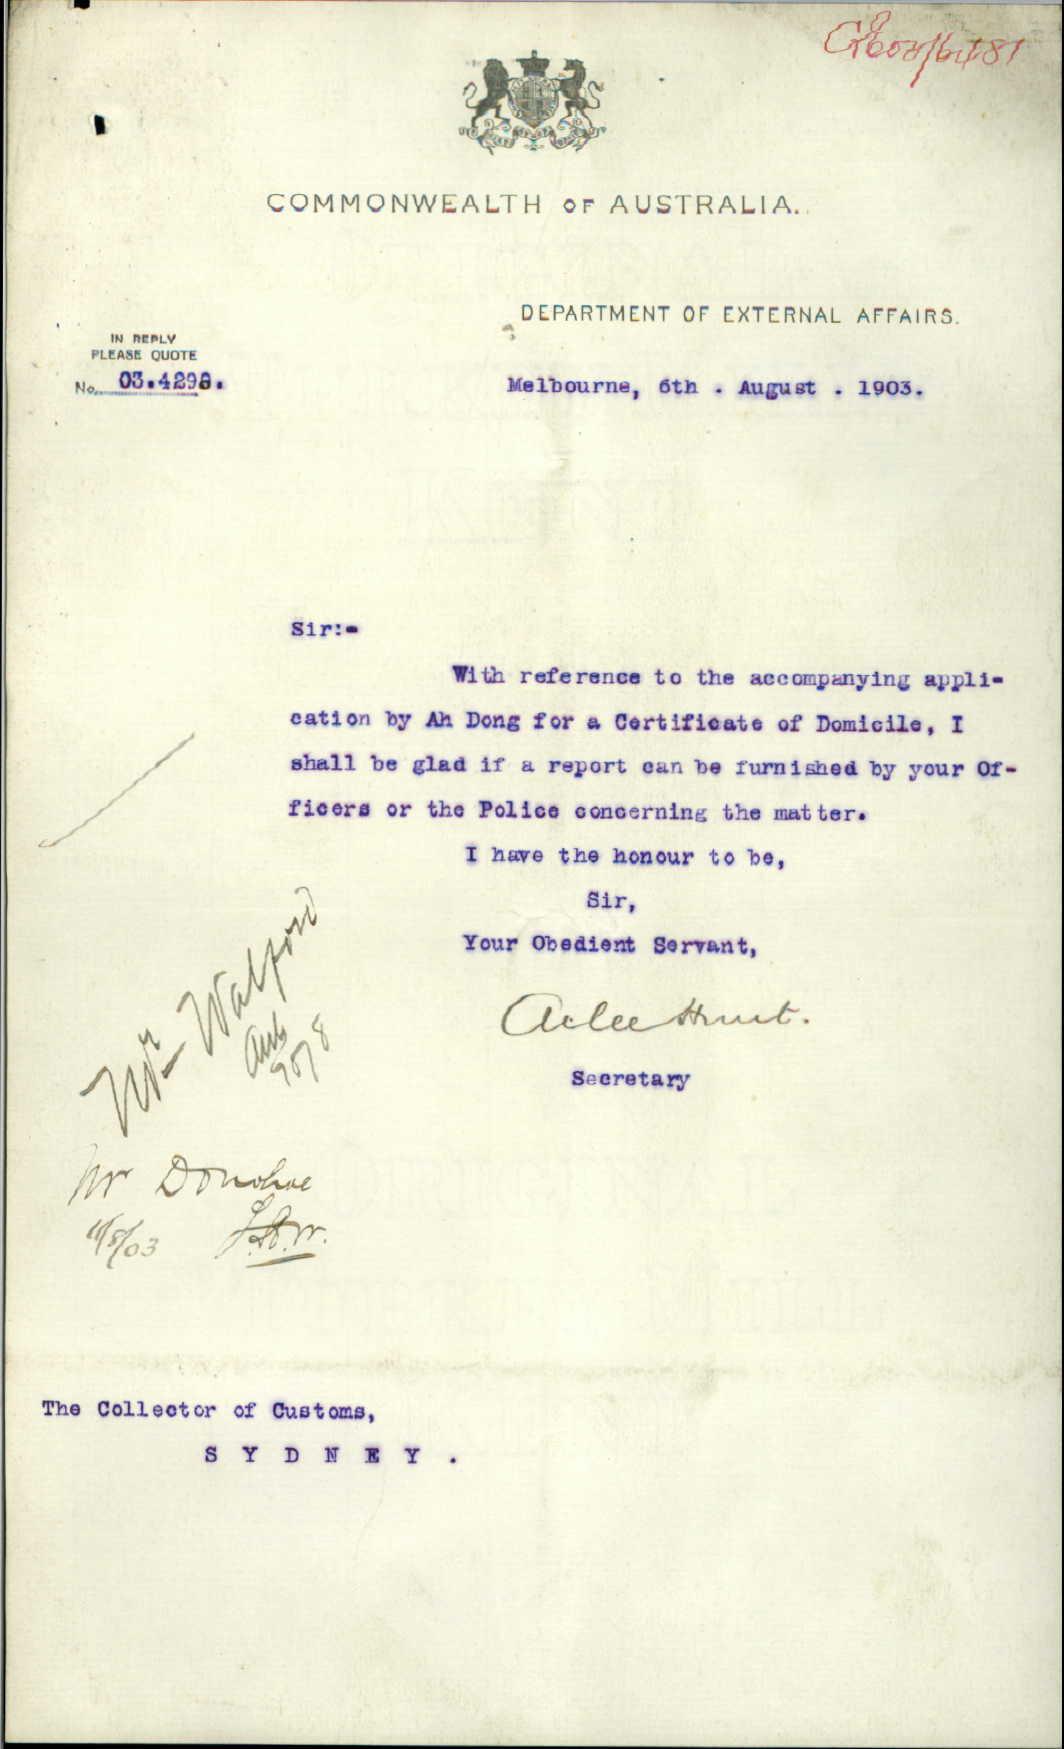 COMMONWEALTH OF AUSTRALIA.
DEPARTMENT OF EXTERNAL AFFAIRS.
IN REPLY
PLEASE QUOTE
No. 03.4298.
Melbourne, 6th . August . 1903.
Sir:-
With reference to the accompanying appli-
cation by Ah Dong for a Certificate of Domicile, I
shall be glad if a report can be furnished by your Of-
ficers or the Police concerning the matter.
I have the honour to be,
Sir,
Your Obedient Servant,
Atlee Hunt.
Secretary
Mr Walford
Mr Donohoe
11/8/03
The Collector of Customs,
S Y D N E Y .